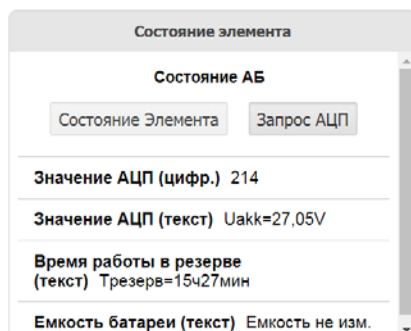 Состояние элемента
Состояние АБ
Состояние Элемента Запрос АЦП
Значение АЦП (цифр.) 214
Значение АЦП (текст) Uakk=27,05V
Время работы в резерве
(текст) Tрезерв=15ч27мин
Емкость батареи (текст) Емкость не изм.